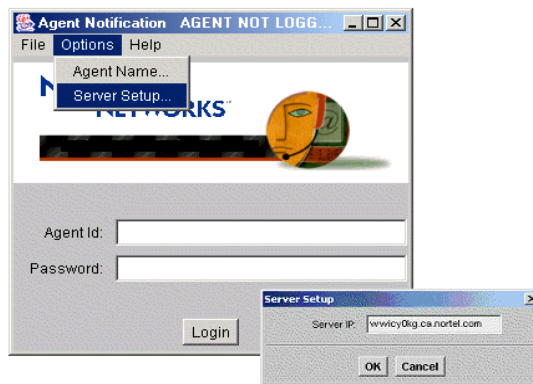 Agent Notification AGENT NOT LOGG...
File Options Help
Agent Name...
Server Setup...
NETWORKS
Agent Id:
Password:
Login
Server Setup
Server IP: wwicy0kg.ca.nortel.com
OK Cancel